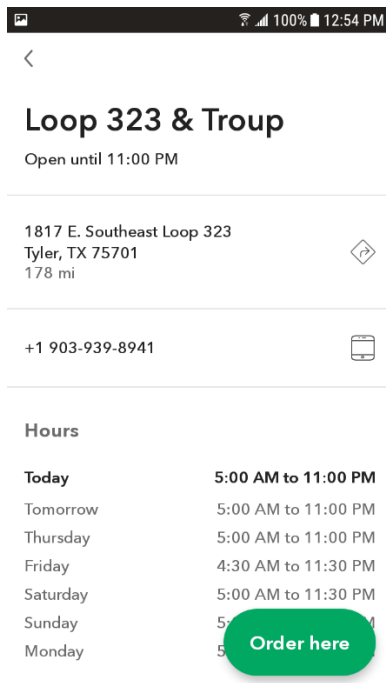 100% 12:54 PM
Loop 323 & Troup
Open until 11:00 PM
1817 E. Southeast Loop 323
Tyler, TX 75701
178 mi
+1 903-939-8941
Hours
Today 5:00 AM to 11:00 PM
Tomorrow 5:00 AM to 11:00 PM
Thursday 5:00 AM to 11:00 PM
Friday 4:30 AM to 11:30 PM
Saturday 5:00 AM to 11:30 PM
Sunday
Monday
Order here